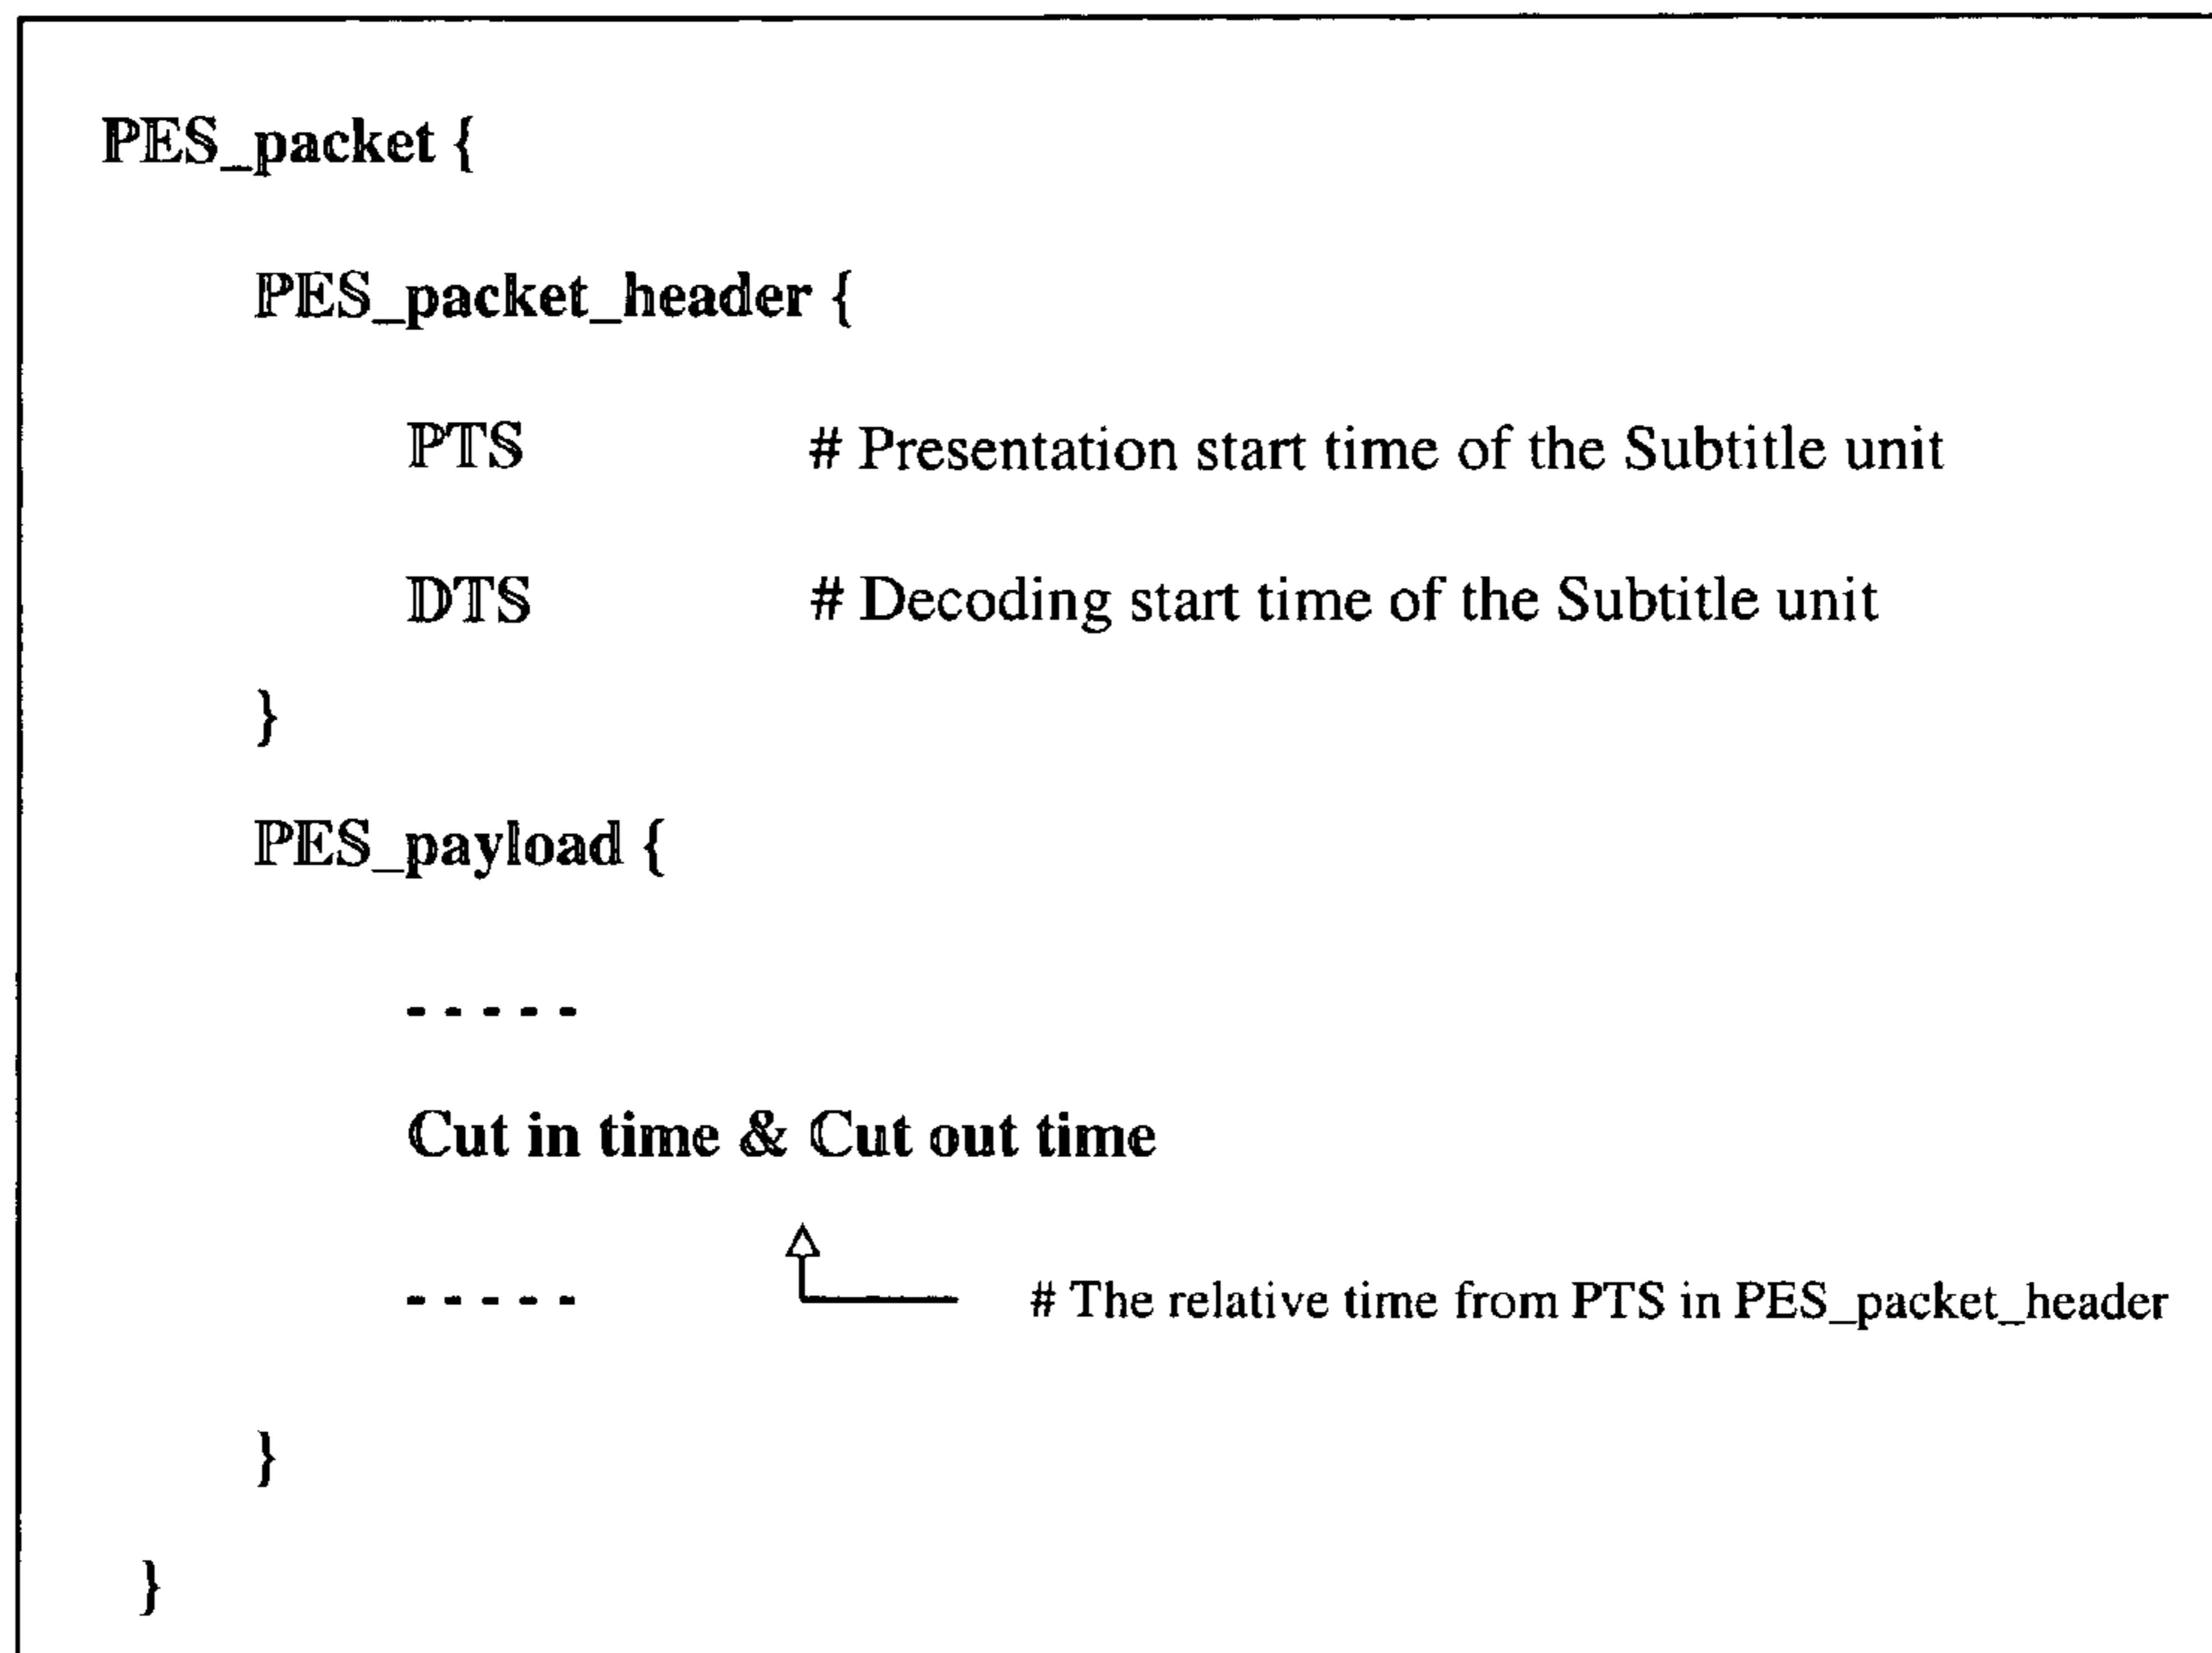 PES_packet {
PES_packet_header {
PTS # Presentation start time of the Subtitle unit
DTS # Decoding start time of the Subtitle unit
}
PES_payload {
- - - - -
Cut in time & Cut out time
- - - - - # The relative time from PTS in PES_packet_header
}
}